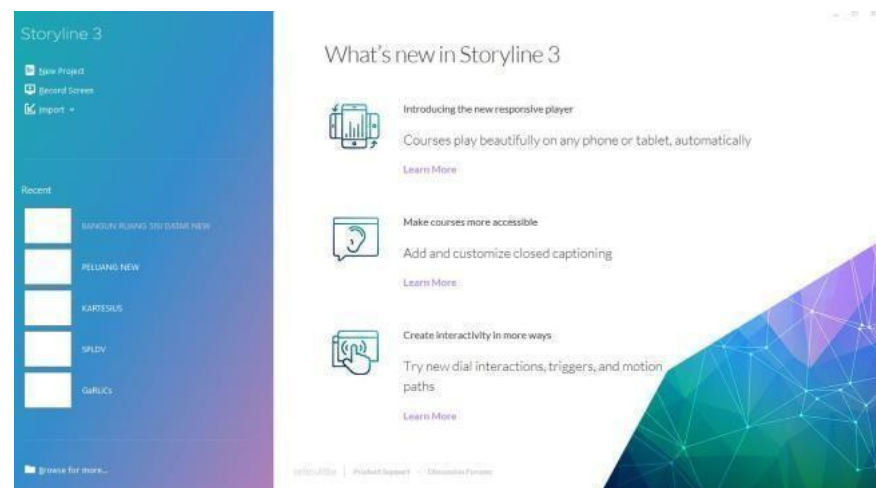 Storyline 3
New Project
Record Screen
Import
Recent
BANGUN RUANG SISI DATAR NEW
PELUANG NEW
KARTESIUS
SPLDV
GaRLICs
Browse for more...
What's new in Storyline 3
Introducing the new responsive player
Courses play beautifully on any phone or tablet, automatically
Learn More
Make courses more accessible
Add and customize closed captioning
Learn More
Create interactivity in more ways
Try new dial interactions, triggers, and motion
paths
Learn More
articulate | Product Support - Discussion Forums